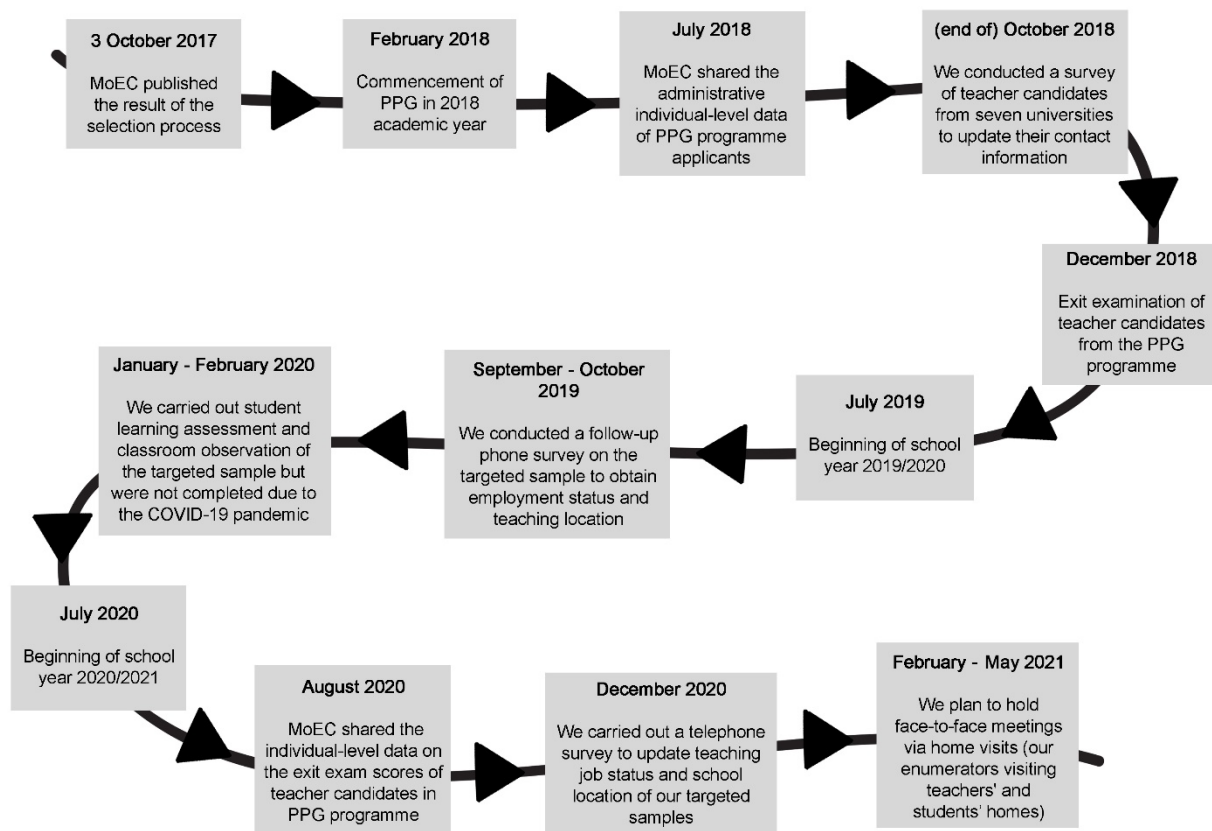 3 October 2017
MoEC published
the result of the
selection process
February 2018
Commencement of
PPG in 2018
academic year
July 2018
MoEC shared the
administrative
individual-level data
of PPG programme
applicants
(end of) October 2018
We conducted a survey
of teacher candidates
from seven universities
to update their contact
information
December 2018
Exit examination of
teacher candidates
from the PPG
programme
July 2019
Beginning of school
year 2019/2020
September - October
2019
We conducted a follow-up
phone survey on the
targeted sample to obtain
employment status and
teaching location
January - February 2020
We carried out student
learning assessment and
classroom observation of
the targeted sample but
were not completed due to
the COVID-19 pandemic
July 2020
Beginning of school
year 2020/2021
August 2020
MoEC shared the
individual-level data on
the exit exam scores of
teacher candidates in
PPG programme
December 2020
We carried out a telephone
survey to update teaching
job status and school
location of our targeted
samples
February - May 2021
We plan to hold
face-to-face meetings
via home visits (our
enumerators visiting
teachers' and
students' homes)